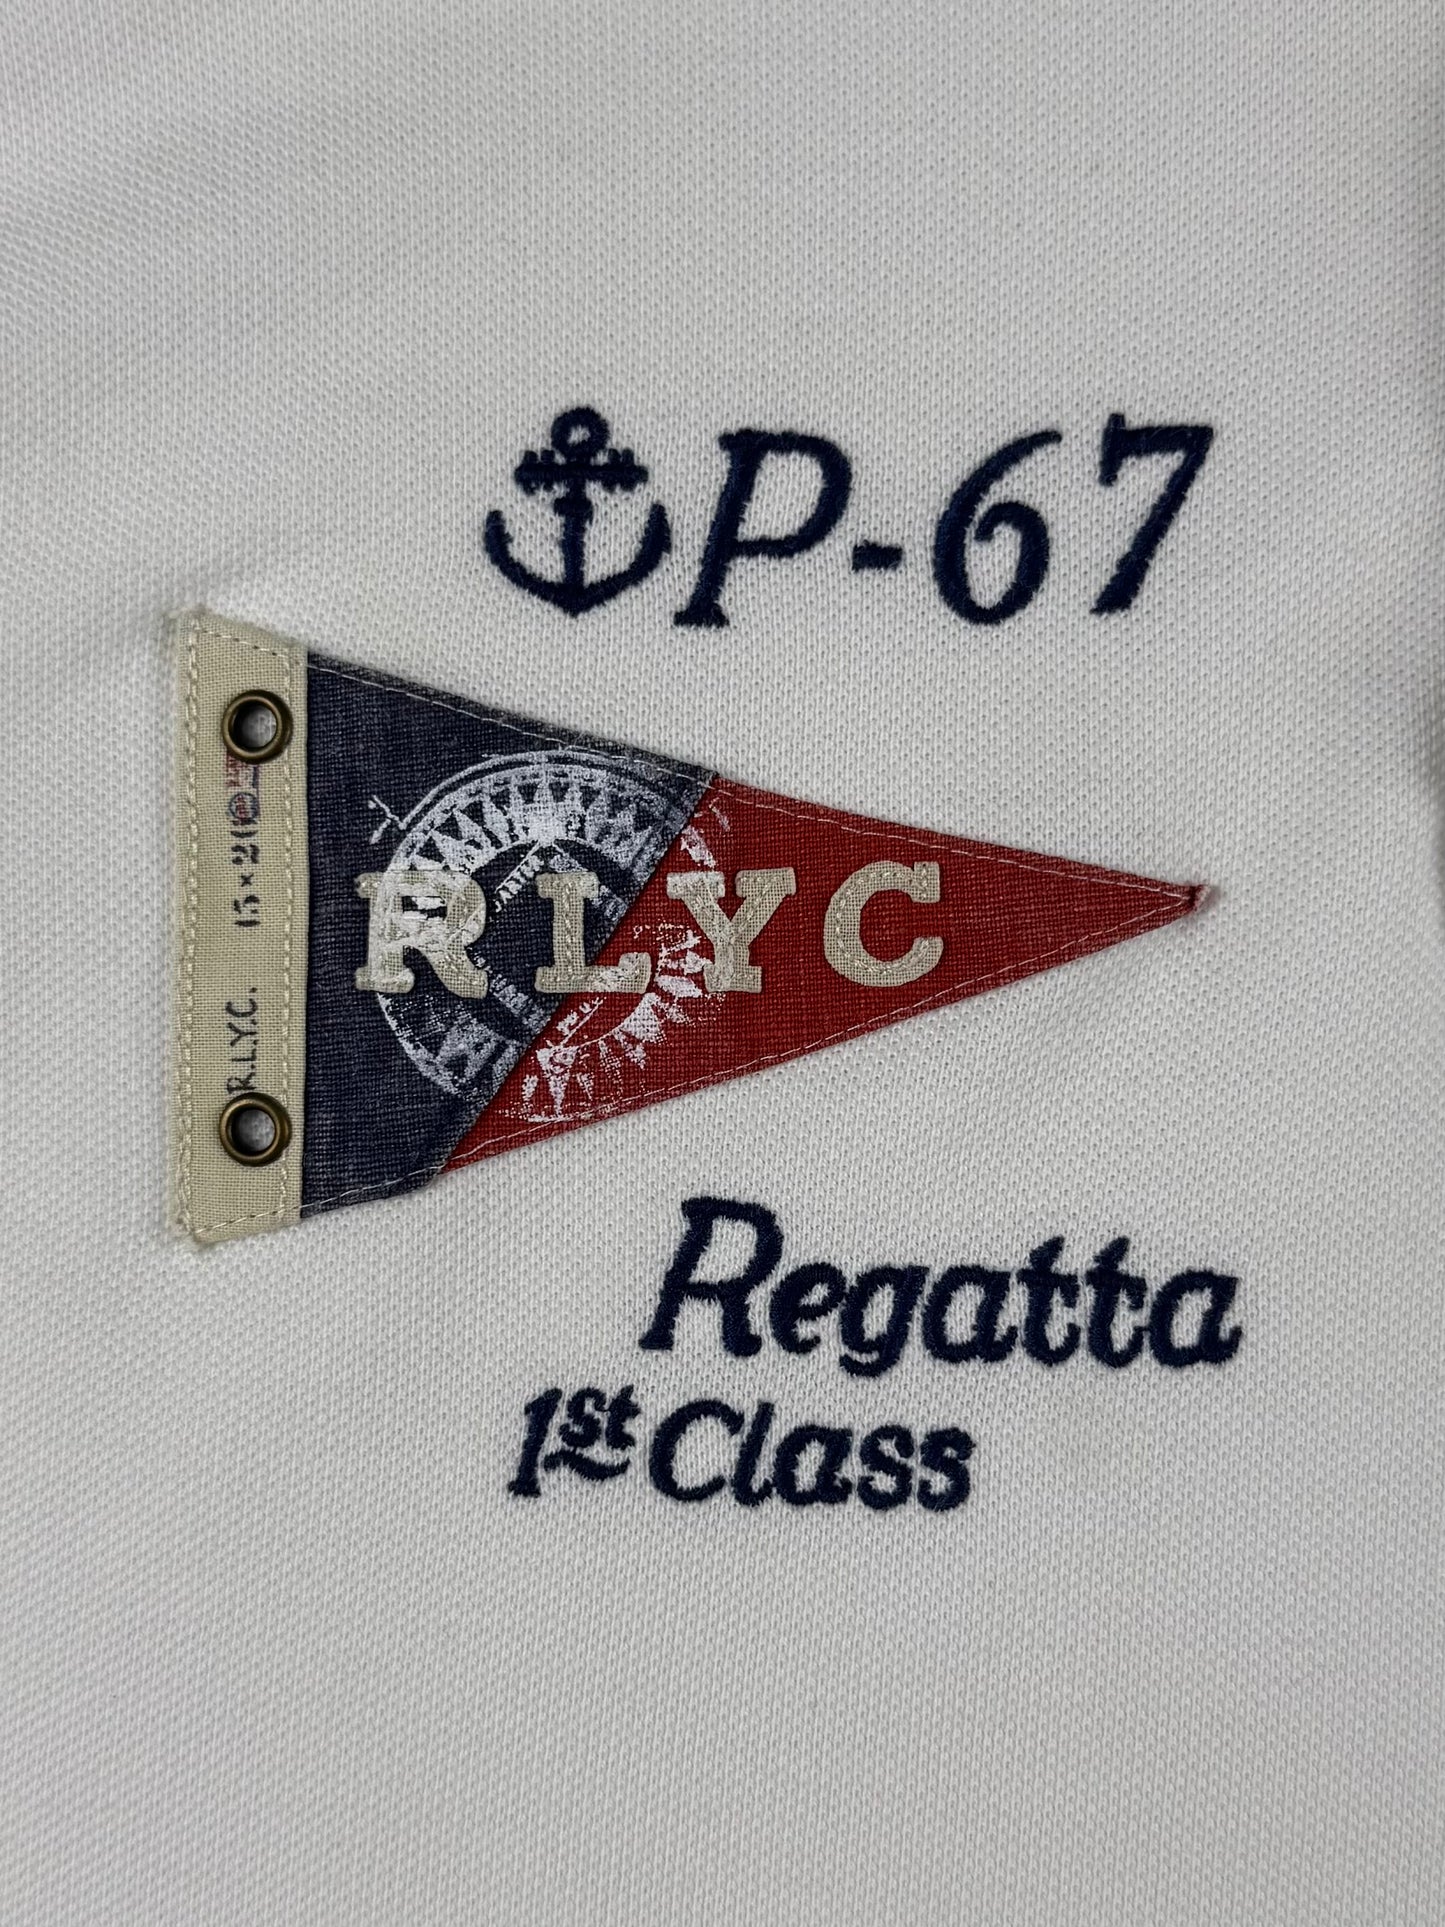 P-67
R.L.Y.C. 15 × 21
RLYC
Regatta
1st Class